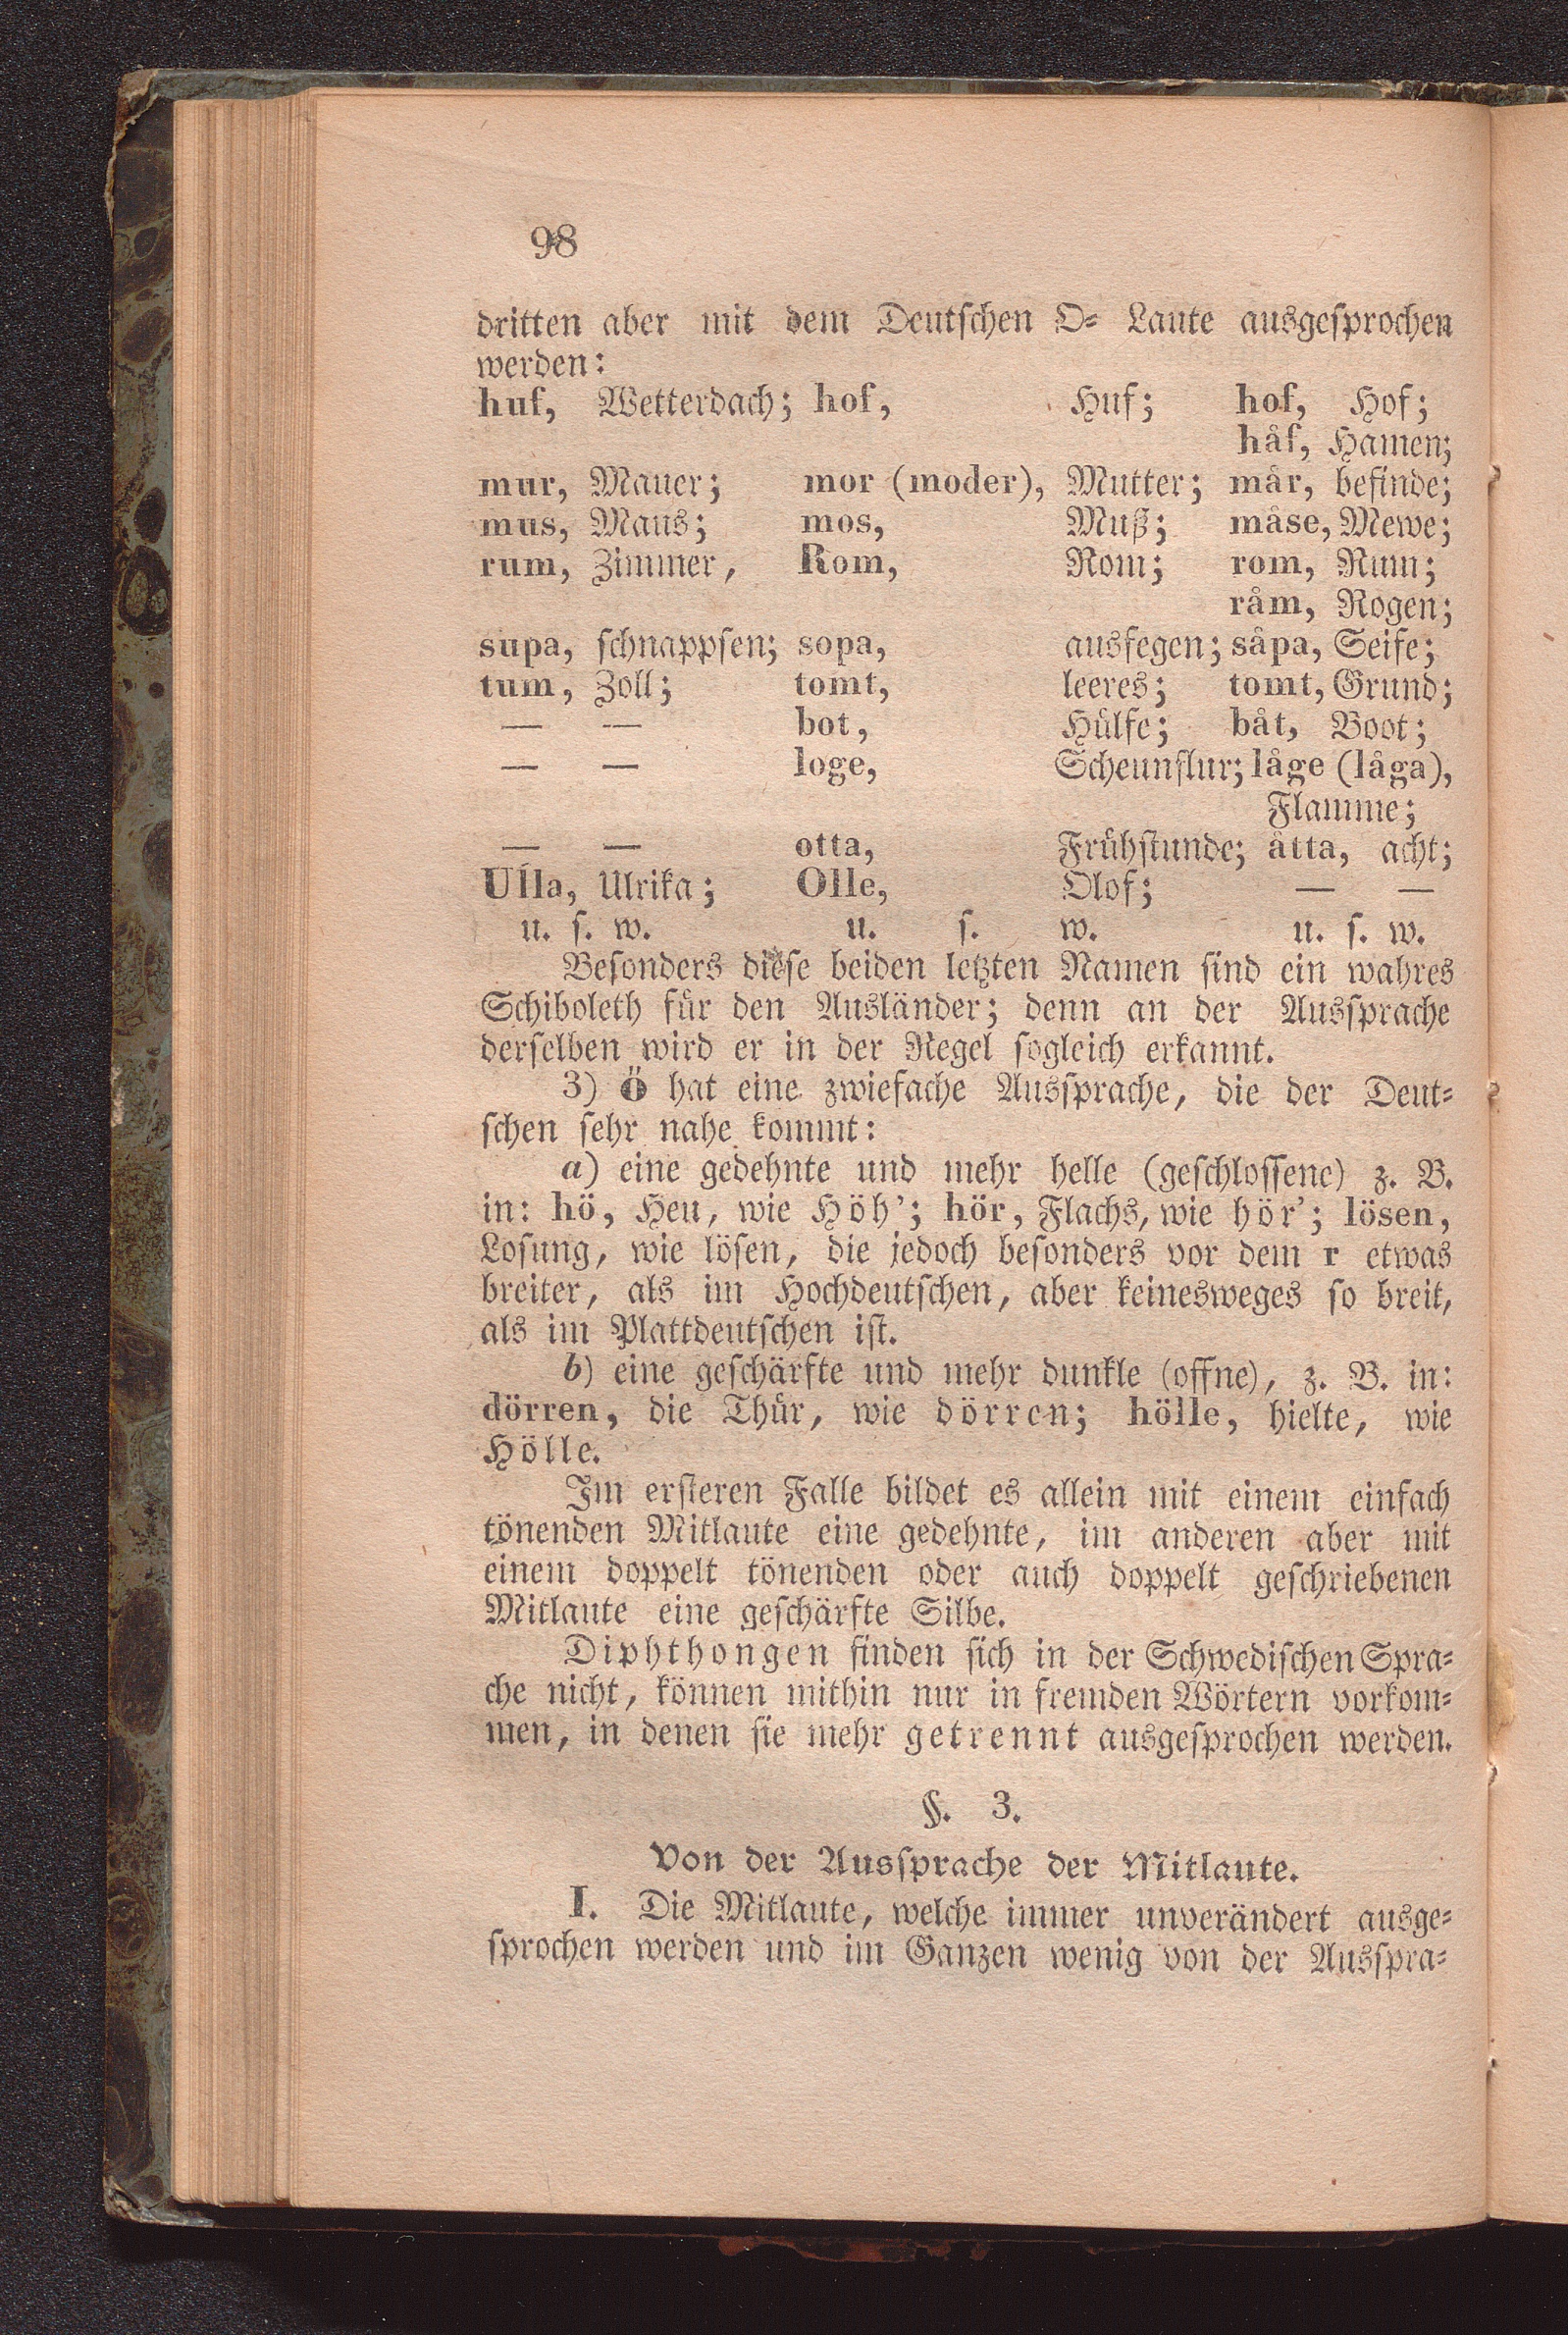 98
dritten aber mit dem Deutschen O- Laute ausgesprochen
werden:
huf, Wetterdach; hof, Huf; hof, Hof;
håf, Hamen;
mur, Mauer; mor (moder), Mutter; mår, befinde;
mus, Maus; mos, Muß; måse, Mewe;
rum, Zimmer, Rom, Rom; rom, Rum;
råm, Rogen;
supa, schnappsen; sopa, ausfegen; såpa, Seife;
tum, Zoll; tomt, leeres; tomt, Grund;
— — bot, Hülfe; båt, Boot;
— — loge, Scheunflur; låge (låga),
Flamme;
— — otta, Frühstunde; åtta, acht;
Ulla, Ulrika; Olle, Olof; — —
u. s. w. u. s. w. u. s. w.
Besonders diese beiden letzten Namen sind ein wahres
Schiboleth für den Ausländer; denn an der Aussprache
derselben wird er in der Regel sogleich erkannt.
3) ö hat eine zwiefache Aussprache, die der Deut-
schen sehr nahe kommt:
a) eine gedehnte und mehr helle (geschlossene) z. B.
in: hö, Heu, wie Höh'; hör, Flachs, wie hör'; lösen,
Losung, wie lösen, die jedoch besonders vor dem r etwas
breiter, als im Hochdeutschen, aber keinesweges so breit,
als im Plattdeutschen ist.
b) eine geschärfte und mehr dunkle (offne), z. B. in:
dörren, die Thür, wie dörren; hölle, hielte, wie
Hölle.
Im ersteren Falle bildet es allein mit einem einfach
tönenden Mitlaute eine gedehnte, im anderen aber mit
einem doppelt tönenden oder auch doppelt geschriebenen
Mitlaute eine geschärfte Silbe.
Diphthongen finden sich in der Schwedischen Spra-
che nicht, können mithin nur in fremden Wörtern vorkom-
men, in denen sie mehr getrennt ausgesprochen werden.
§. 3.
Von der Aussprache der Mitlaute.
I. Die Mitlaute, welche immer unverändert ausge-
sprochen werden und im Ganzen wenig von der Ausspra-